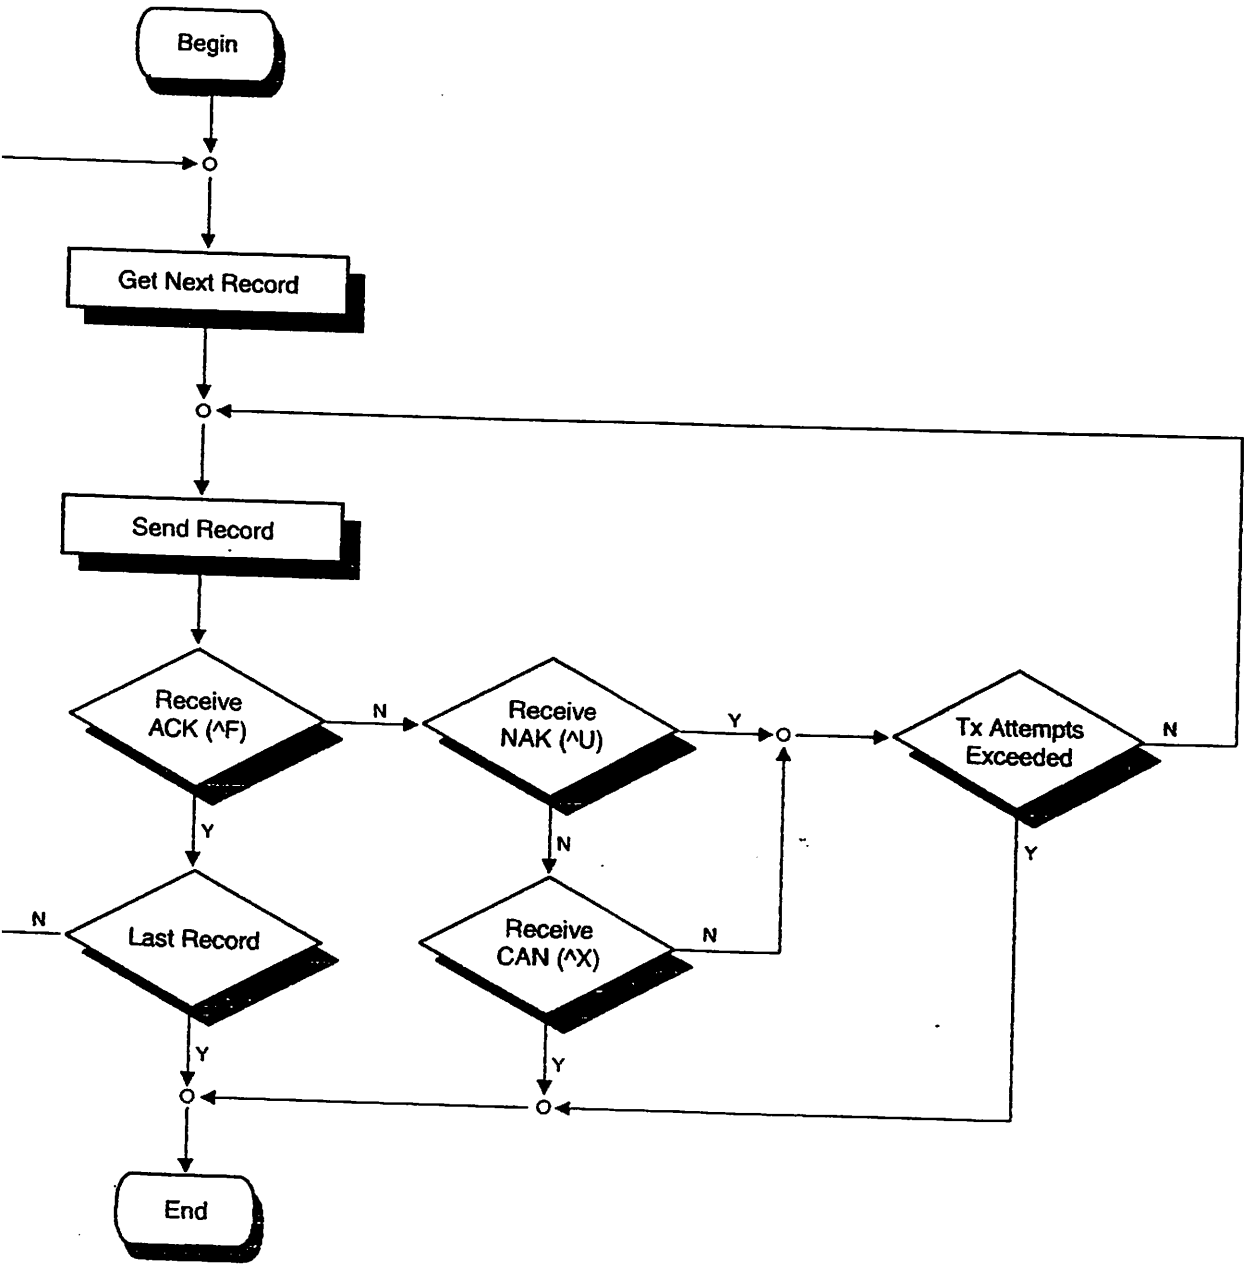 Begin
Get Next Record
Send Record
Receive
ACK (^F)
N
Receive
NAK (^U)
Y
Tx Attempts
Exceeded
N
Y
N
Y
N
Last Record
Receive
CAN (^X)
N
Y
Y
End